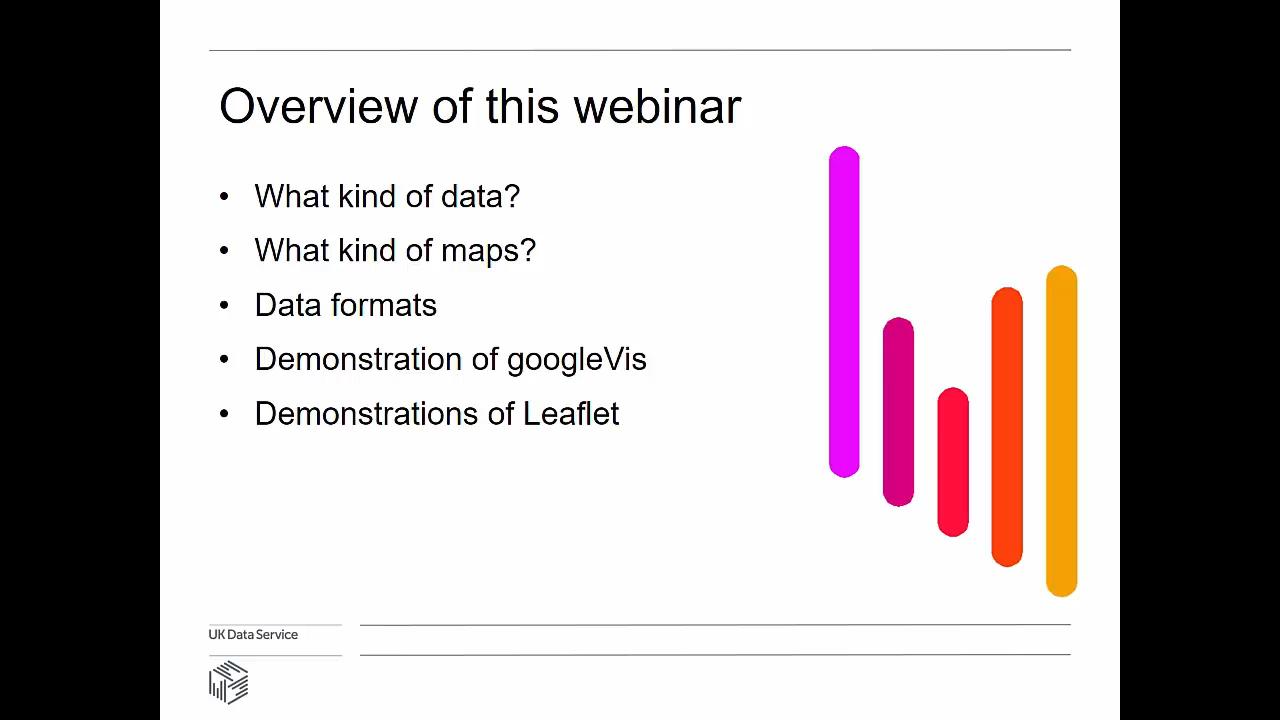 Overview of this webinar
• What kind of data?
• What kind of maps?
• Data formats
• Demonstration of googleVis
• Demonstrations of Leaflet
UK Data Service